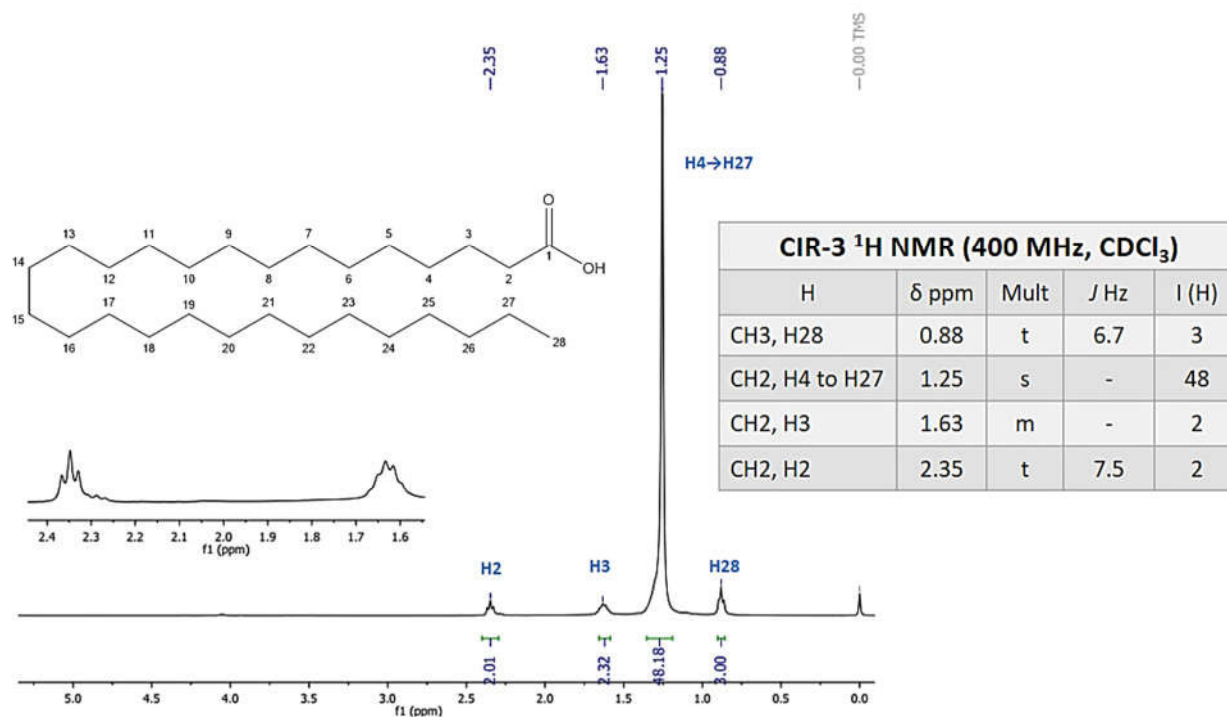 2.35
1.63
1.25
0.88
0.00 TMS
H4→H27
O
OH
1
2
3
4
5
6
7
8
9
10
11
12
13
14
15
16
17
18
19
20
21
22
23
24
25
26
27
28
CIR-3 ¹H NMR (400 MHz, CDCl₃)
H δ ppm Mult J Hz I (H)
CH3, H28 0.88 t 6.7 3
CH2, H4 to H27 1.25 s - 48
CH2, H3 1.63 m - 2
CH2, H2 2.35 t 7.5 2
2.4 2.3 2.2 2.1 2.0 1.9 1.8 1.7 1.6
f1 (ppm)
H2 H3 H28
2.01 2.32 48.18 3.00
5.0 4.5 4.0 3.5 3.0 2.5 2.0 1.5 1.0 0.5 0.0
f1 (ppm)